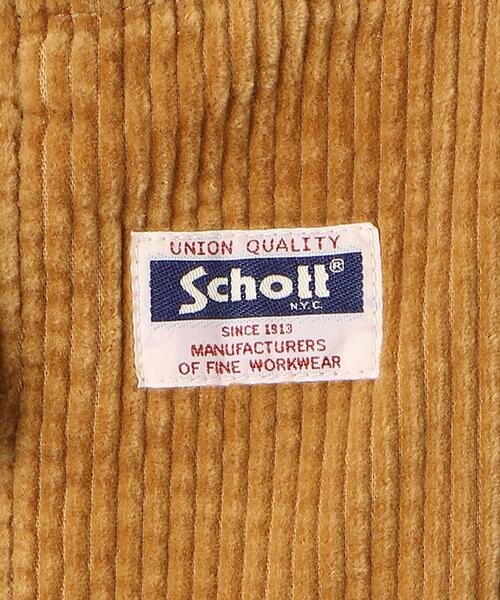 UNION QUALITY
Schott®
N.Y.C.
SINCE 1913
MANUFACTURERS
OF FINE WORKWEAR